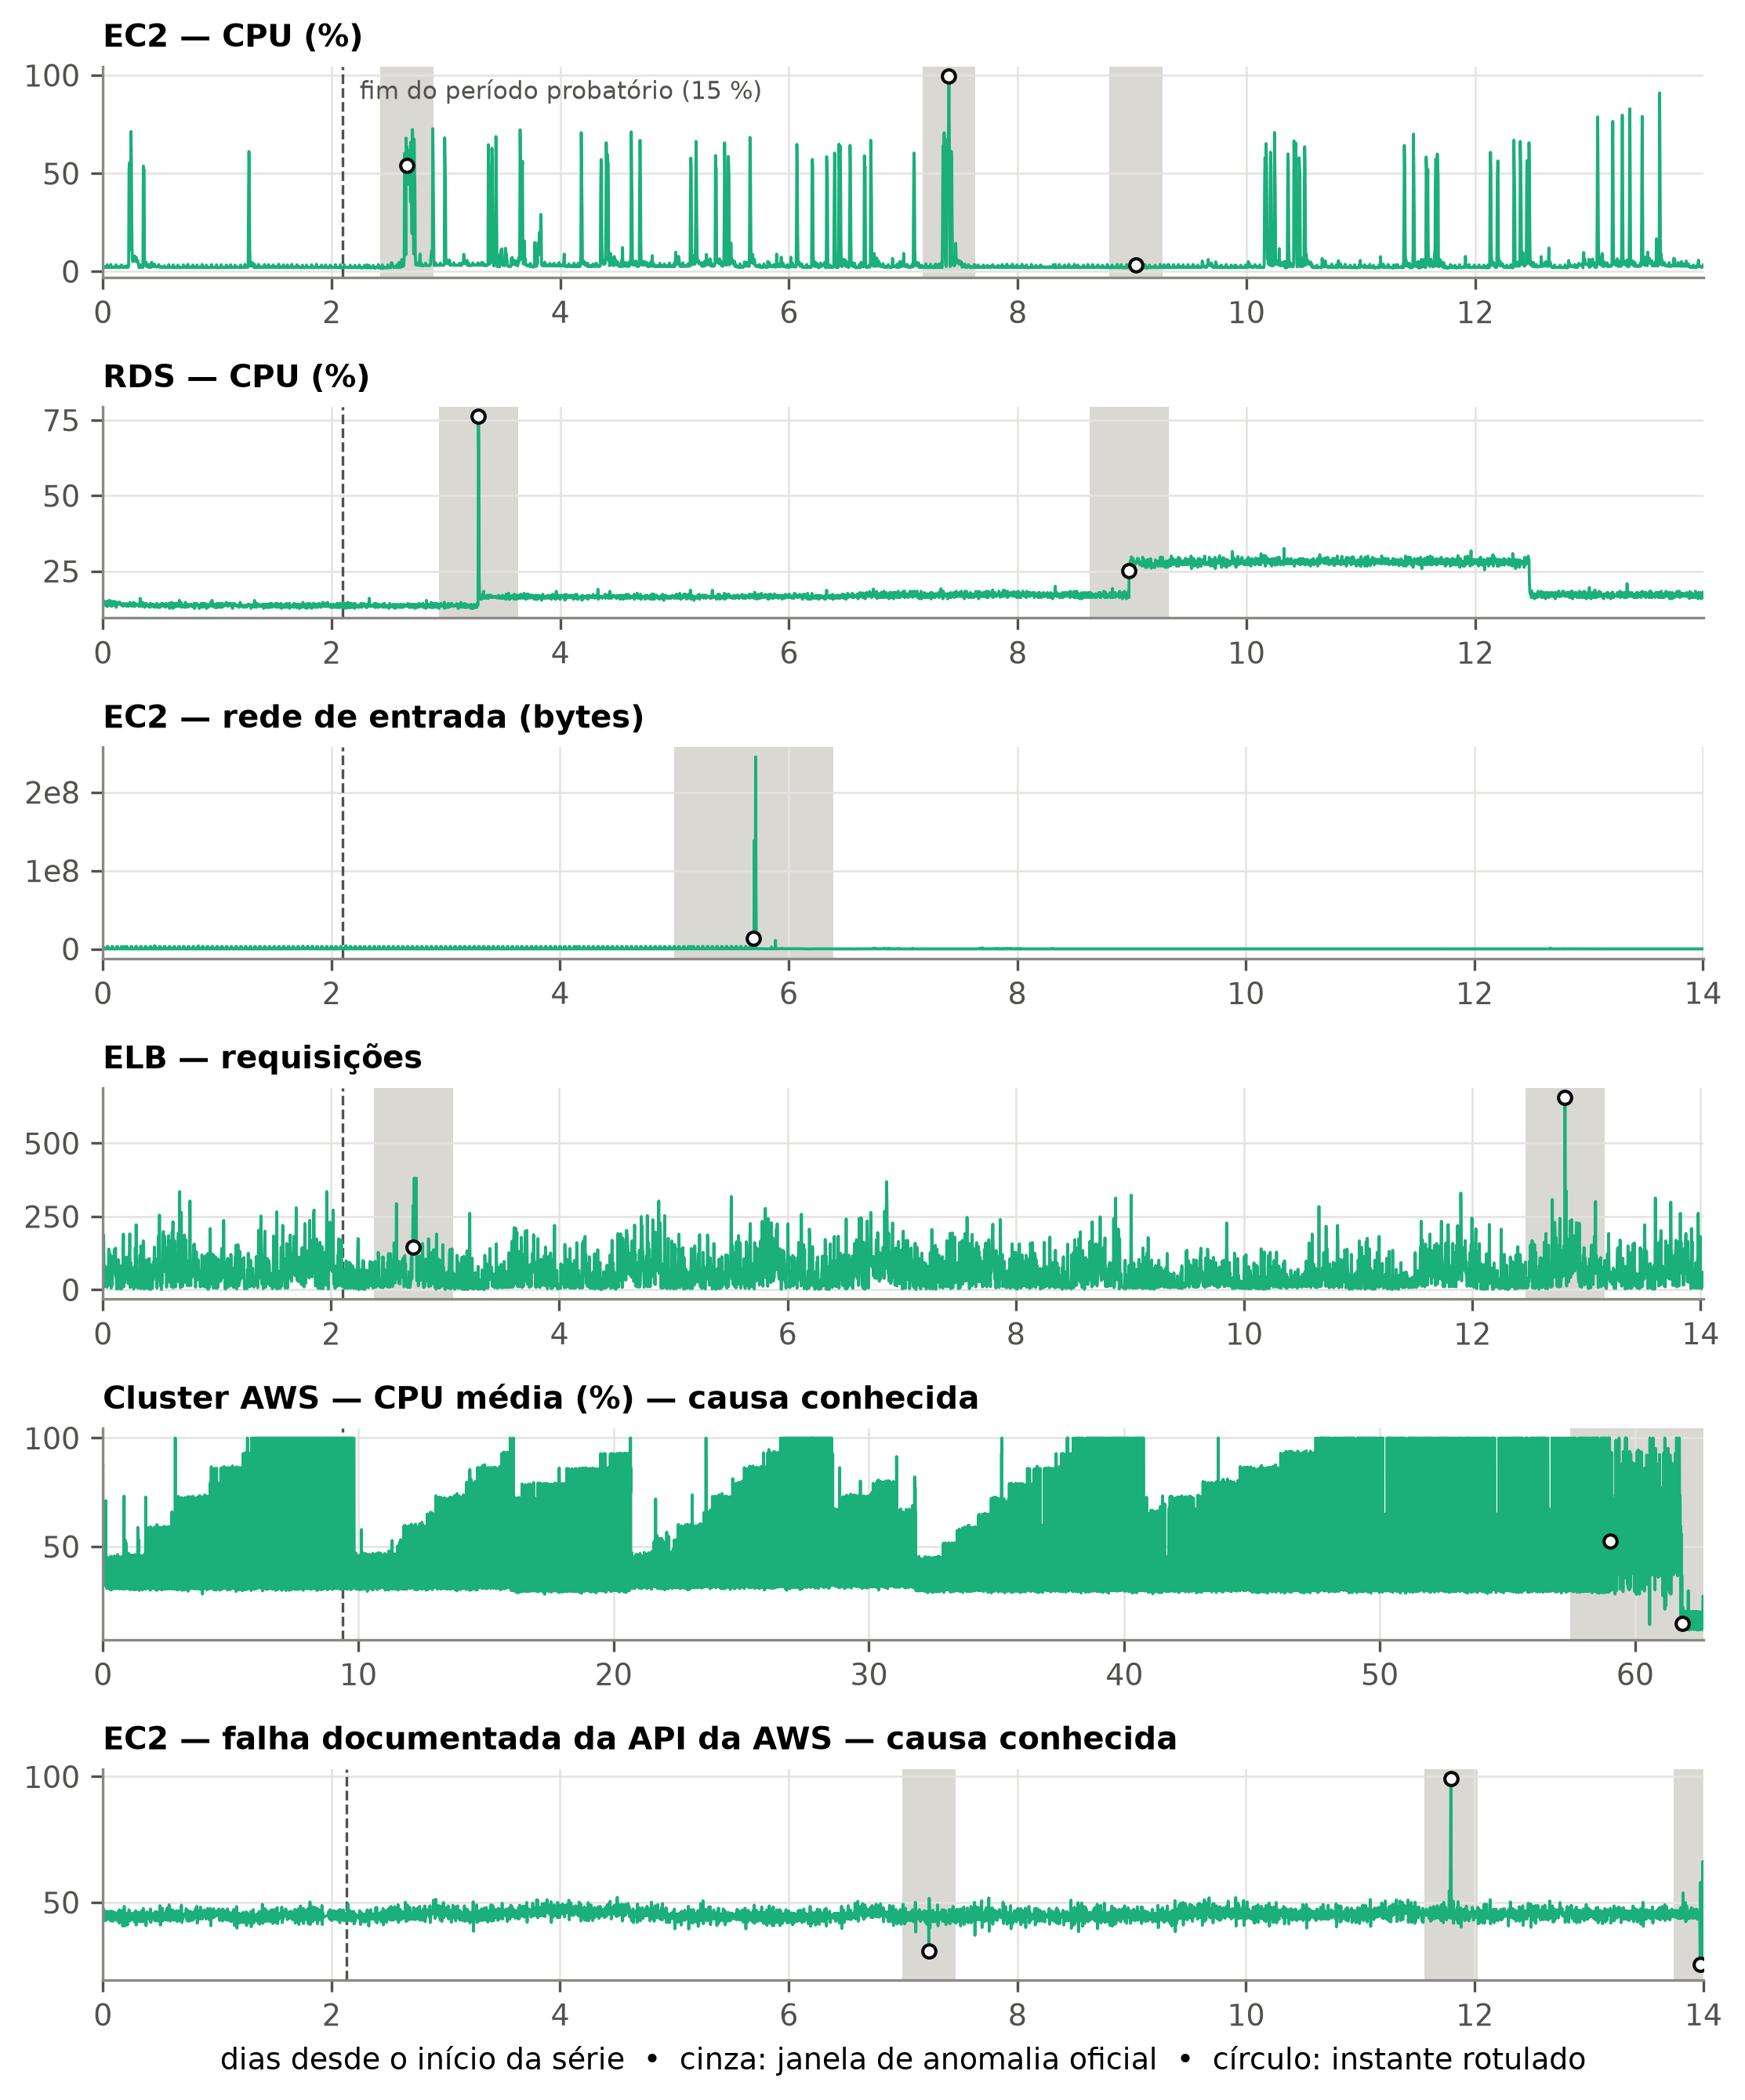 EC2 — CPU (%)
fim do período probatório (15 %)
100
50
0
0 2 4 6 8 10 12
RDS — CPU (%)
75
50
25
0 2 4 6 8 10 12
EC2 — rede de entrada (bytes)
2e8
1e8
0
0 2 4 6 8 10 12 14
ELB — requisições
500
250
0
0 2 4 6 8 10 12 14
Cluster AWS — CPU média (%) — causa conhecida
100
50
0 10 20 30 40 50 60
EC2 — falha documentada da API da AWS — causa conhecida
100
50
0 2 4 6 8 10 12 14
dias desde o início da série • cinza: janela de anomalia oficial • círculo: instante rotulado